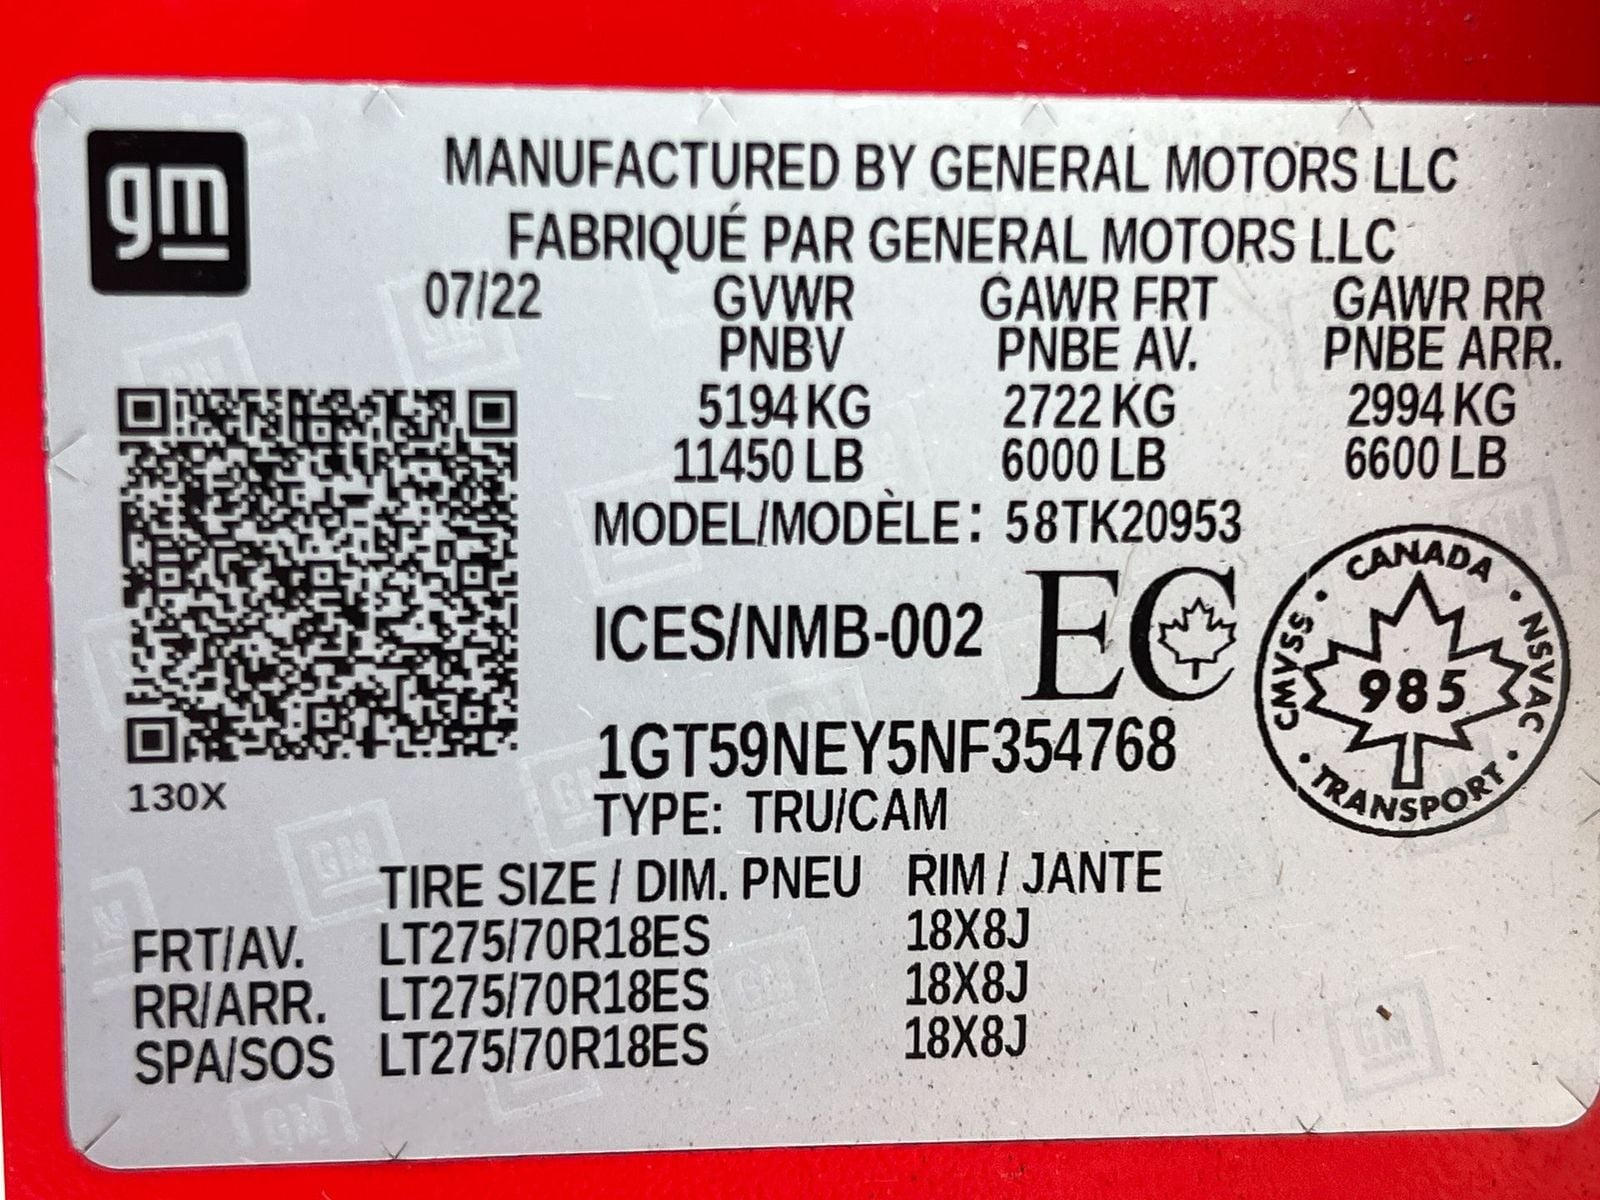 gm
MANUFACTURED BY GENERAL MOTORS LLC
FABRIQUÉ PAR GENERAL MOTORS LLC
07/22 GVWR GAWR FRT GAWR RR
PNBV PNBE AV. PNBE ARR.
5194 KG 2722 KG 2994 KG
11450 LB 6000 LB 6600 LB
MODEL/MODÈLE: 58TK20953
ICES/NMB-002 EC
CANADA
CMVSS • 985 • NSVAC
• TRANSPORT •
1GT59NEY5NF354768
130X
TYPE: TRU/CAM
TIRE SIZE / DIM. PNEU RIM / JANTE
FRT/AV. LT275/70R18ES 18X8J
RR/ARR. LT275/70R18ES 18X8J
SPA/SOS LT275/70R18ES 18X8J